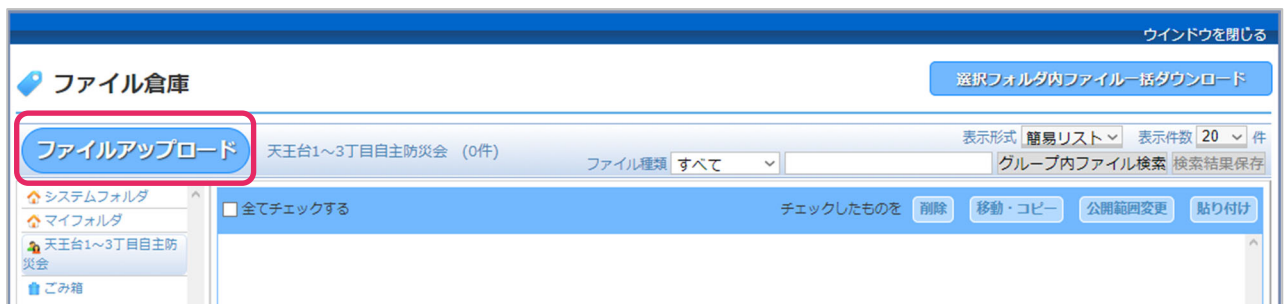 ウインドウを閉じる
ファイル倉庫
選択フォルダ内ファイル一括ダウンロード
ファイルアップロード
天王台1~3丁目自主防災会 (0件)
表示形式 簡易リスト 表示件数 20 件
ファイル種類 すべて グループ内ファイル検索 検索結果保存
システムフォルダ
マイフォルダ
天王台1~3丁目自主防
災会
ごみ箱
全てチェックする
チェックしたものを 削除 移動・コピー 公開範囲変更 貼り付け